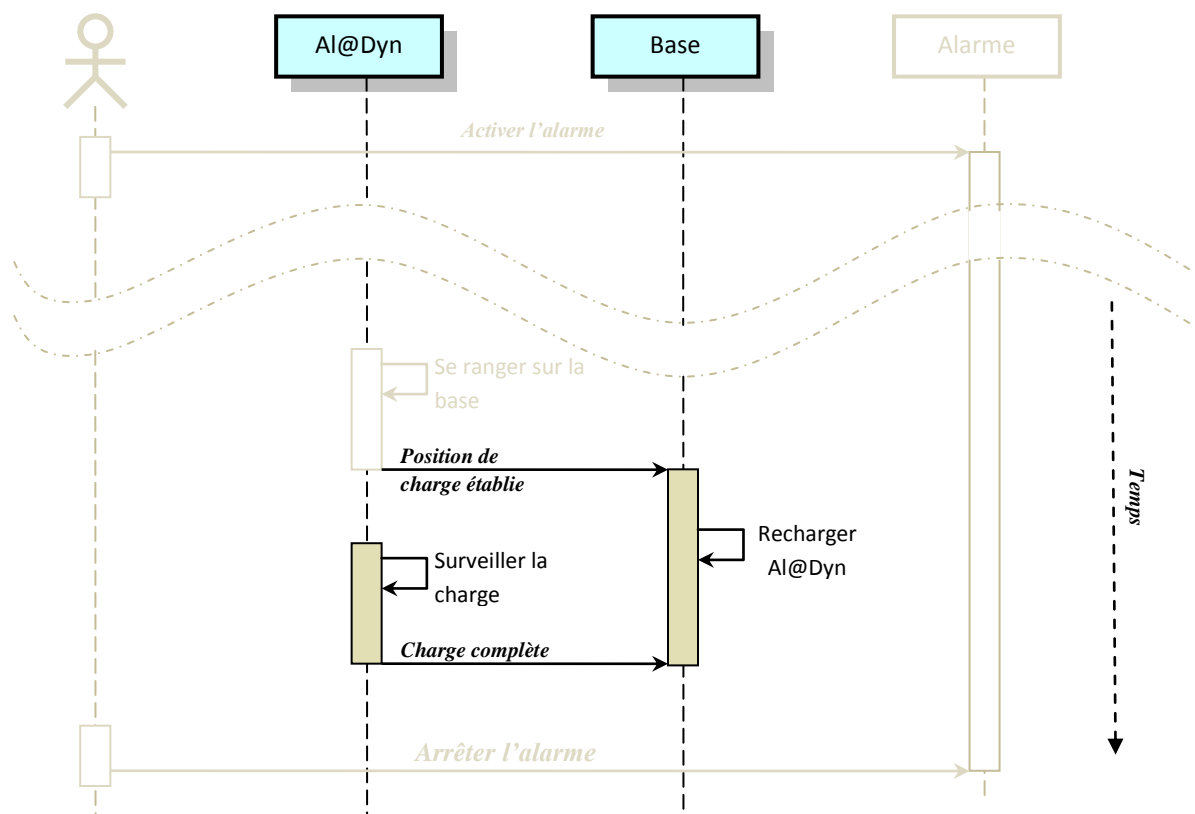 Al@Dyn
Base
Alarme
Activer l’alarme
Se ranger sur la
base
Position de
charge établie
Temps
Recharger
Al@Dyn
Surveiller la
charge
Charge complète
Arrêter l’alarme